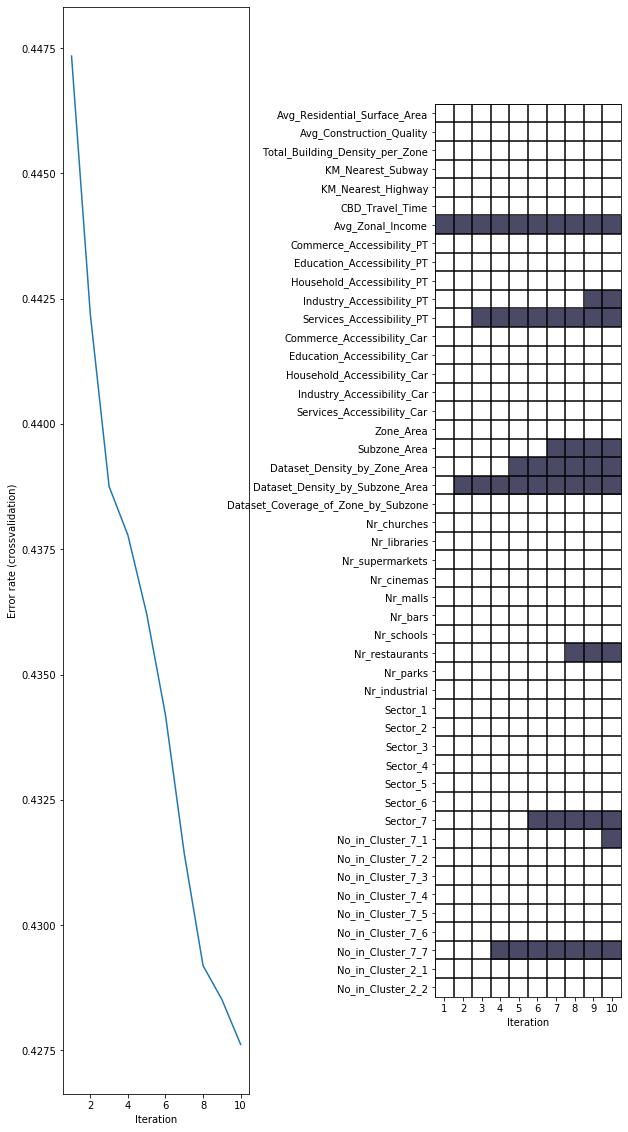 0.4475
0.4450
0.4425
0.4400
0.4375
0.4350
0.4325
0.4300
0.4275
Error rate (crossvalidation)
2 4 6 8 10
Iteration
Avg_Residential_Surface_Area
Avg_Construction_Quality
Total_Building_Density_per_Zone
KM_Nearest_Subway
KM_Nearest_Highway
CBD_Travel_Time
Avg_Zonal_Income
Commerce_Accessibility_PT
Education_Accessibility_PT
Household_Accessibility_PT
Industry_Accessibility_PT
Services_Accessibility_PT
Commerce_Accessibility_Car
Education_Accessibility_Car
Household_Accessibility_Car
Industry_Accessibility_Car
Services_Accessibility_Car
Zone_Area
Subzone_Area
Dataset_Density_by_Zone_Area
Dataset_Density_by_Subzone_Area
Dataset_Coverage_of_Zone_by_Subzone
Nr_churches
Nr_libraries
Nr_supermarkets
Nr_cinemas
Nr_malls
Nr_bars
Nr_schools
Nr_restaurants
Nr_parks
Nr_industrial
Sector_1
Sector_2
Sector_3
Sector_4
Sector_5
Sector_6
Sector_7
No_in_Cluster_7_1
No_in_Cluster_7_2
No_in_Cluster_7_3
No_in_Cluster_7_4
No_in_Cluster_7_5
No_in_Cluster_7_6
No_in_Cluster_7_7
No_in_Cluster_2_1
No_in_Cluster_2_2
1 2 3 4 5 6 7 8 9 10
Iteration